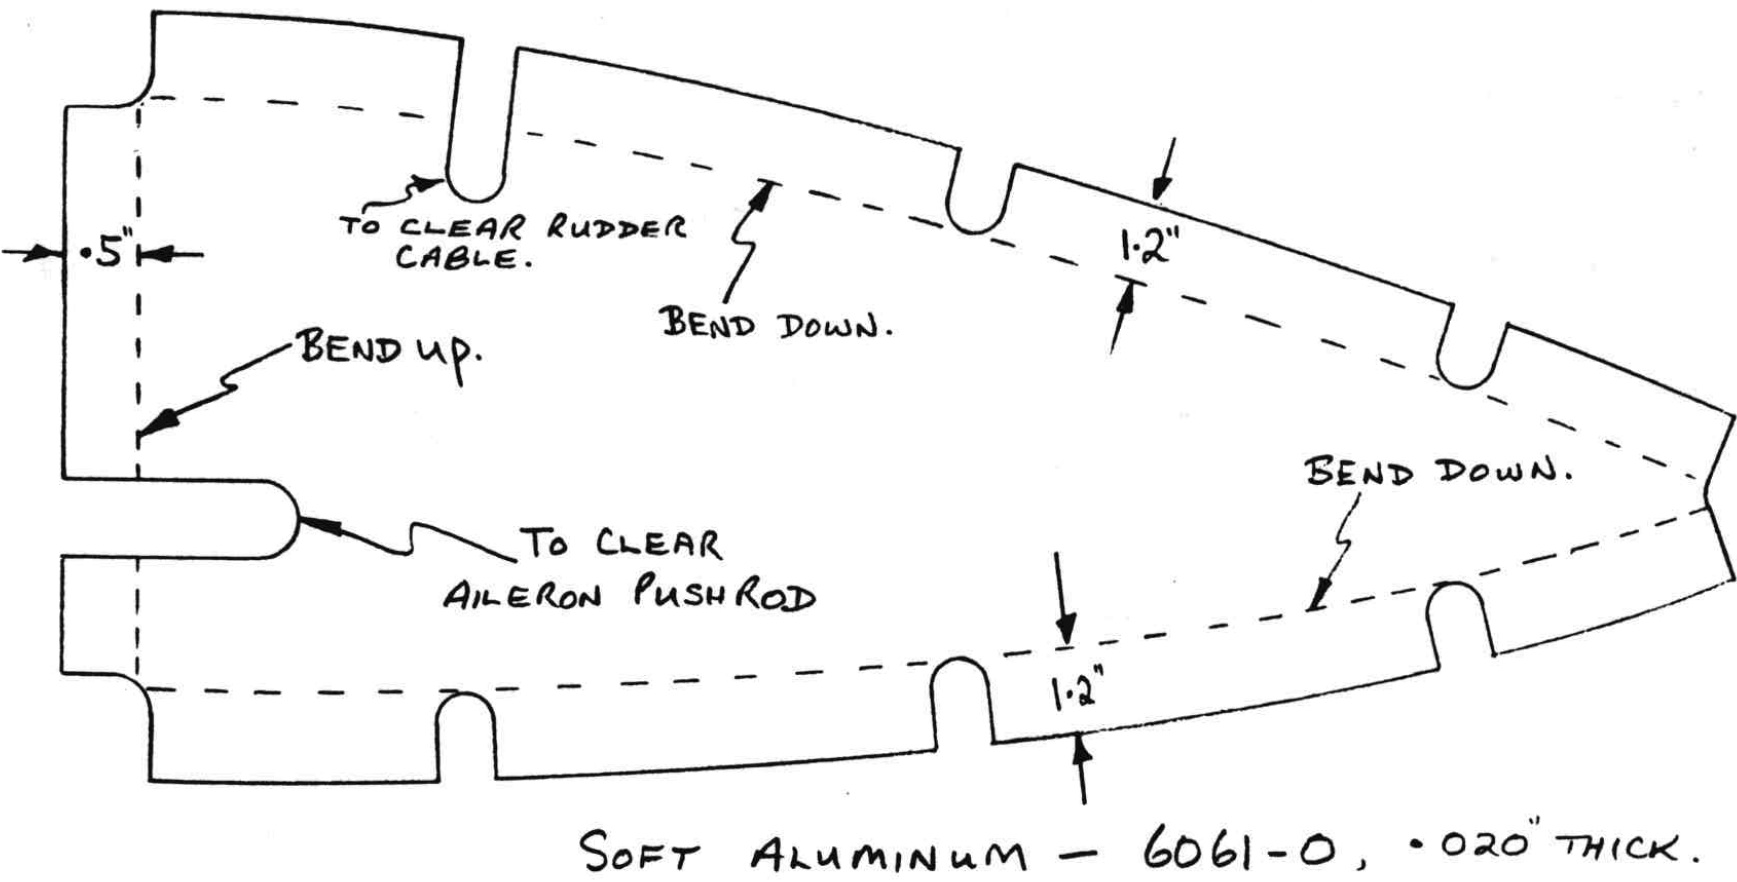 TO CLEAR RUDDER
CABLE.
.5"
1.2"
BEND DOWN.
BEND UP.
BEND DOWN.
TO CLEAR
AILERON PUSHROD
1.2"
SOFT ALUMINUM — 6061-O, .020" THICK.